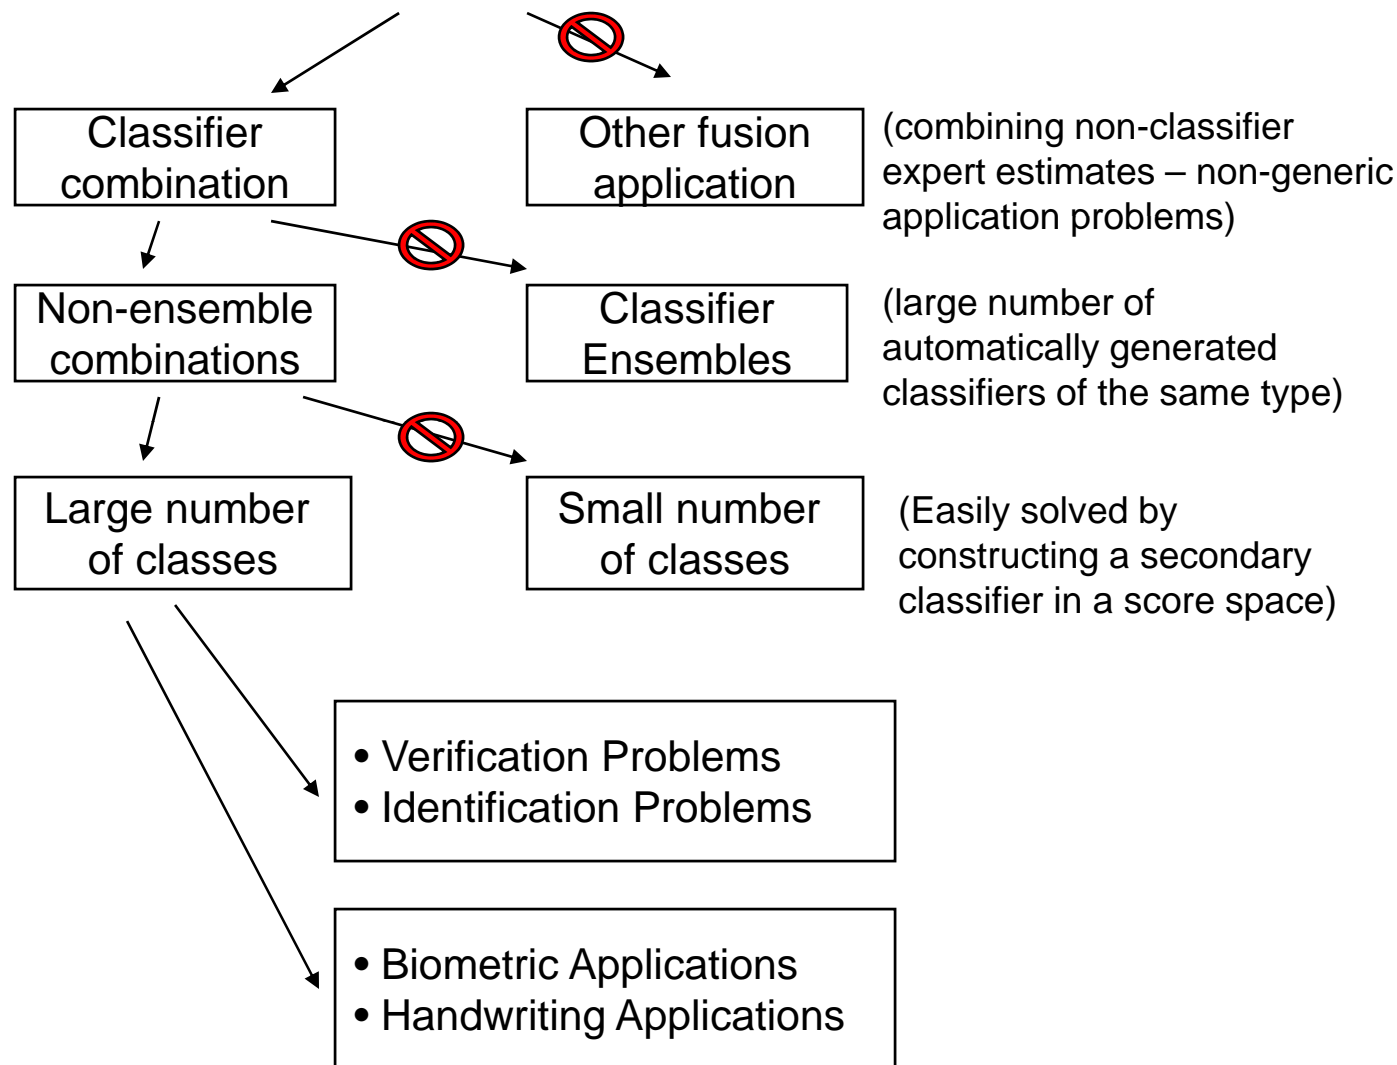 Classifier
combination
Other fusion
application
(combining non-classifier
expert estimates – non-generic
application problems)
Non-ensemble
combinations
Classifier
Ensembles
(large number of
automatically generated
classifiers of the same type)
Large number
of classes
Small number
of classes
(Easily solved by
constructing a secondary
classifier in a score space)
• Verification Problems
• Identification Problems
• Biometric Applications
• Handwriting Applications